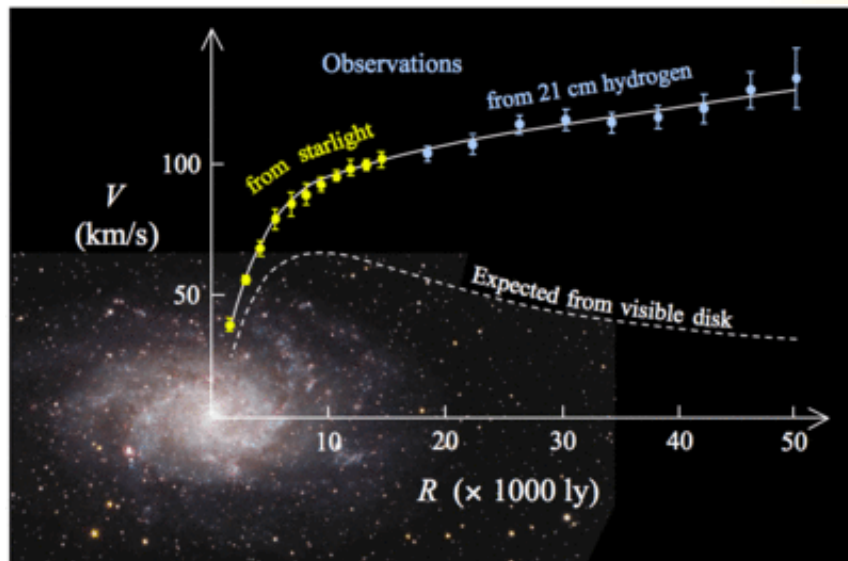 Observations
from 21 cm hydrogen
from starlight
100
V
(km/s)
50
Expected from visible disk
10
20
30
40
50
R (× 1000 ly)